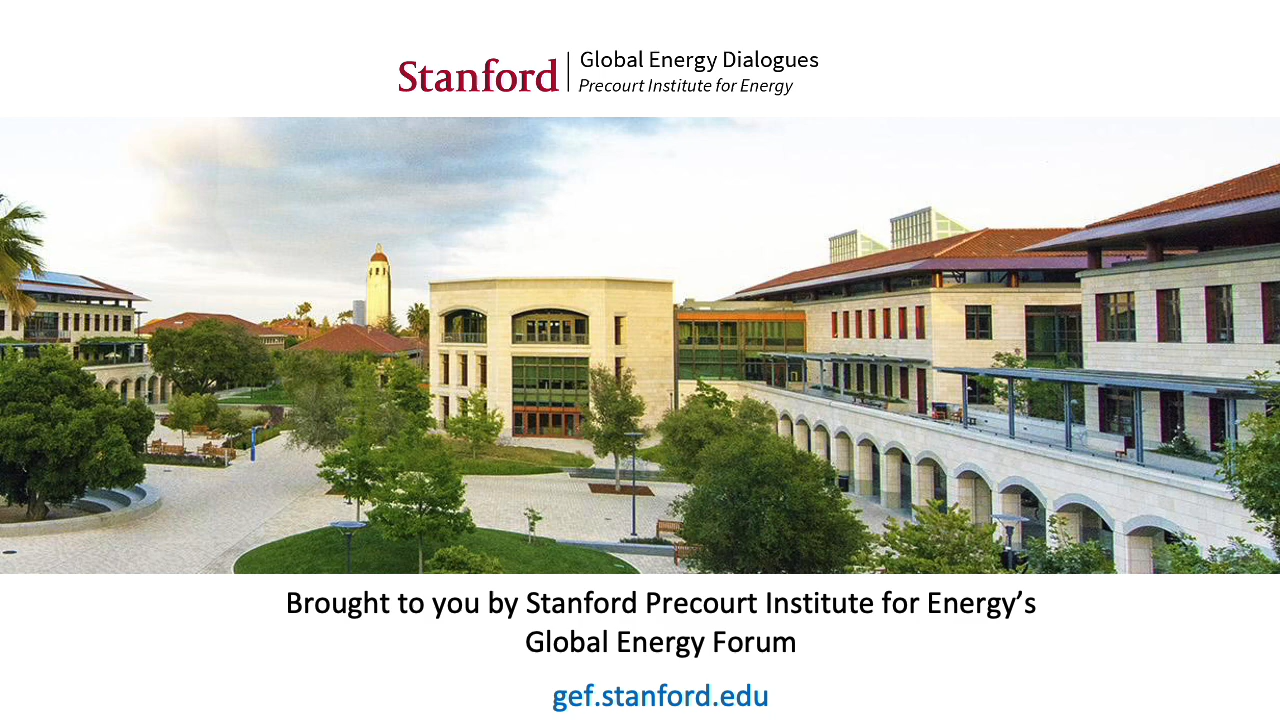 Stanford
Global Energy Dialogues
Precourt Institute for Energy
Brought to you by Stanford Precourt Institute for Energy’s
Global Energy Forum
gef.stanford.edu